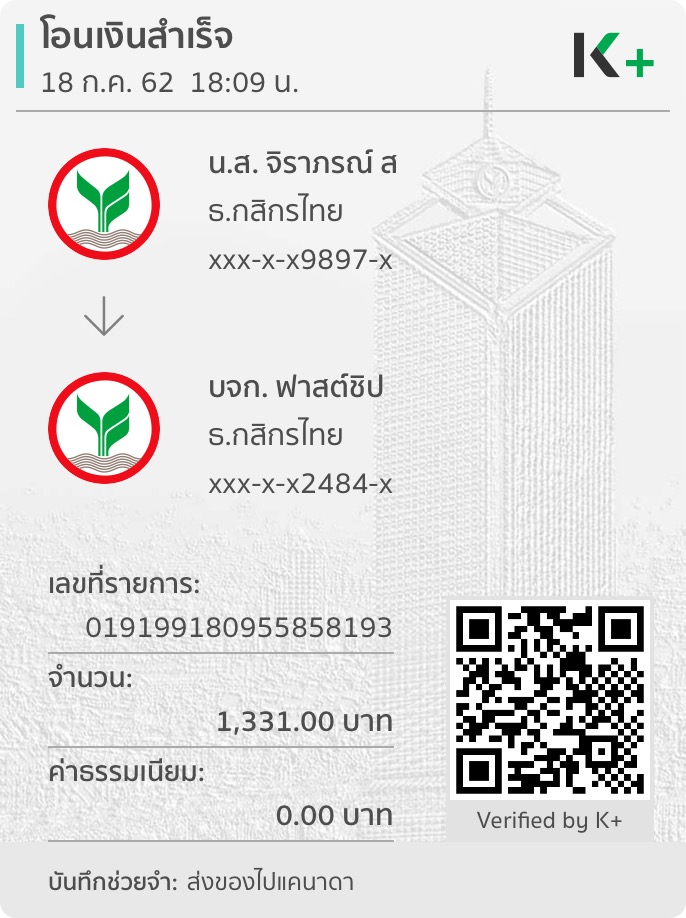 โอนเงินสำเร็จ
18 ก.ค. 62 18:09 น.
K+
น.ส. จิราภรณ์ ส
ธ.กสิกรไทย
xxx-x-x9897-x
บจก. ฟาสต์ชิป
ธ.กสิกรไทย
xxx-x-x2484-x
เลขที่รายการ:
019199180955858193
จำนวน:
1,331.00 บาท
ค่าธรรมเนียม:
0.00 บาท
Verified by K+
บันทึกช่วยจำ: ส่งของไปแคนาดา